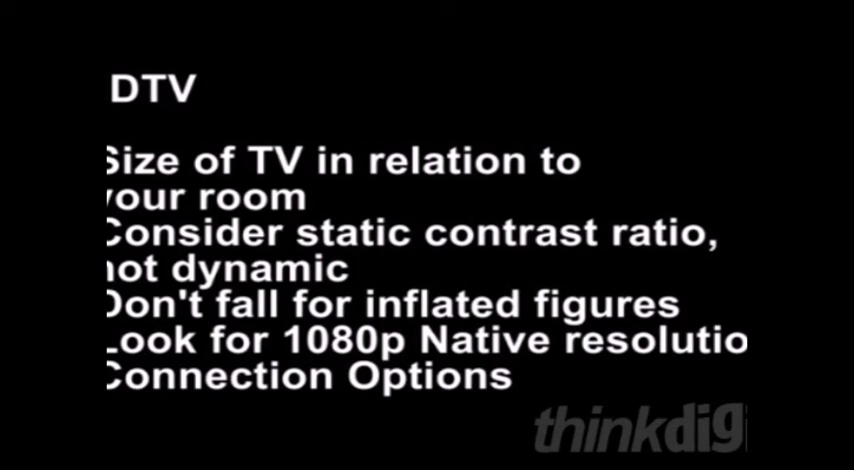 DTV
Size of TV in relation to
your room
Consider static contrast ratio,
not dynamic
Don't fall for inflated figures
Look for 1080p Native resolutio
Connection Options
thinkdigi